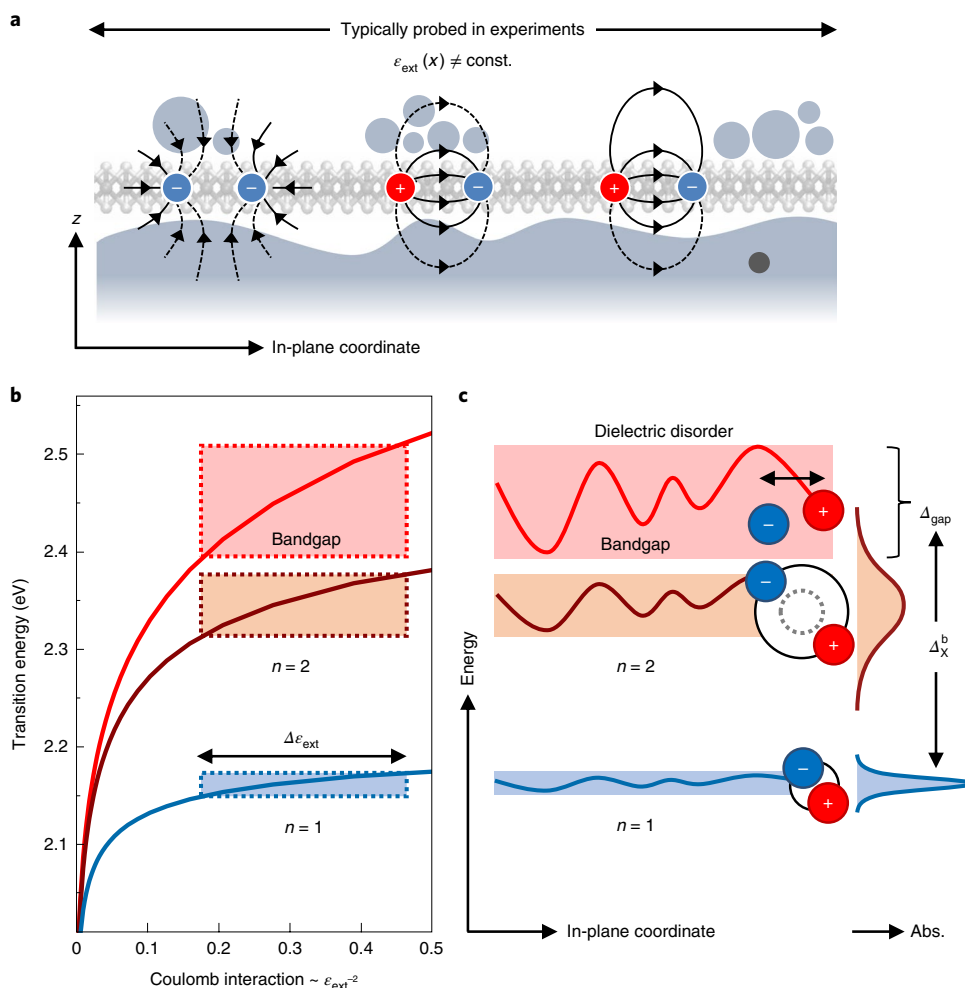 a
Typically probed in experiments
εext (x) ≠ const.
− − + − + −
z
In-plane coordinate
b
Transition energy (eV)
2.5
2.4
2.3
2.2
2.1
Bandgap
n = 2
Δεext
n = 1
0 0.1 0.2 0.3 0.4 0.5
Coulomb interaction ~ εext⁻²
c
Dielectric disorder
Bandgap
− +
Δgap
− +
n = 2
ΔXᵇ
− +
n = 1
Energy
In-plane coordinate
Abs.